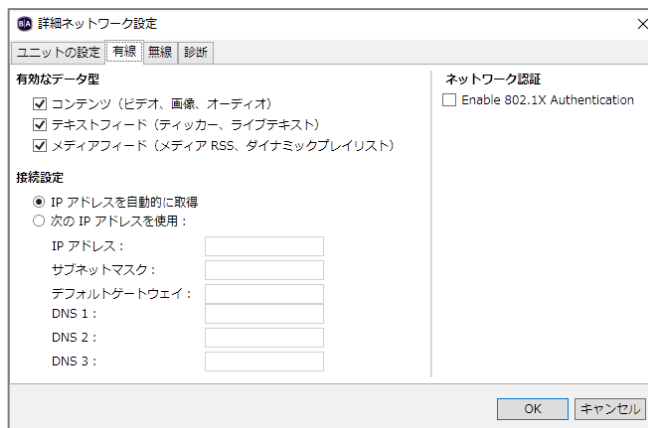 BA 詳細ネットワーク設定
ユニットの設定 有線 無線 診断
有効なデータ型
コンテンツ（ビデオ、画像、オーディオ）
テキストフィード（ティッカー、ライブテキスト）
メディアフィード（メディア RSS、ダイナミックプレイリスト）
接続設定
IP アドレスを自動的に取得
次の IP アドレスを使用：
IP アドレス：
サブネットマスク：
デフォルトゲートウェイ：
DNS 1：
DNS 2：
DNS 3：
ネットワーク認証
Enable 802.1X Authentication
OK キャンセル